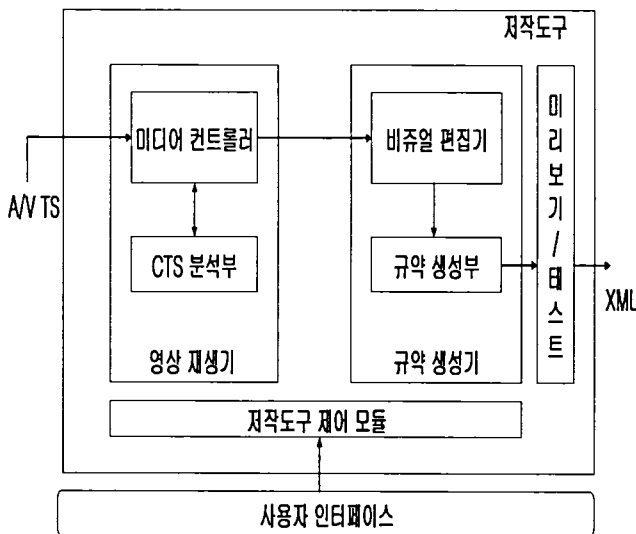 저작도구
미디어 컨트롤러
비쥬얼 편집기
미리보기/테스트
A/V TS
CTS 분석부
규약 생성부
XML
영상 재생기
규약 생성기
저작도구 제어 모듈
사용자 인터페이스